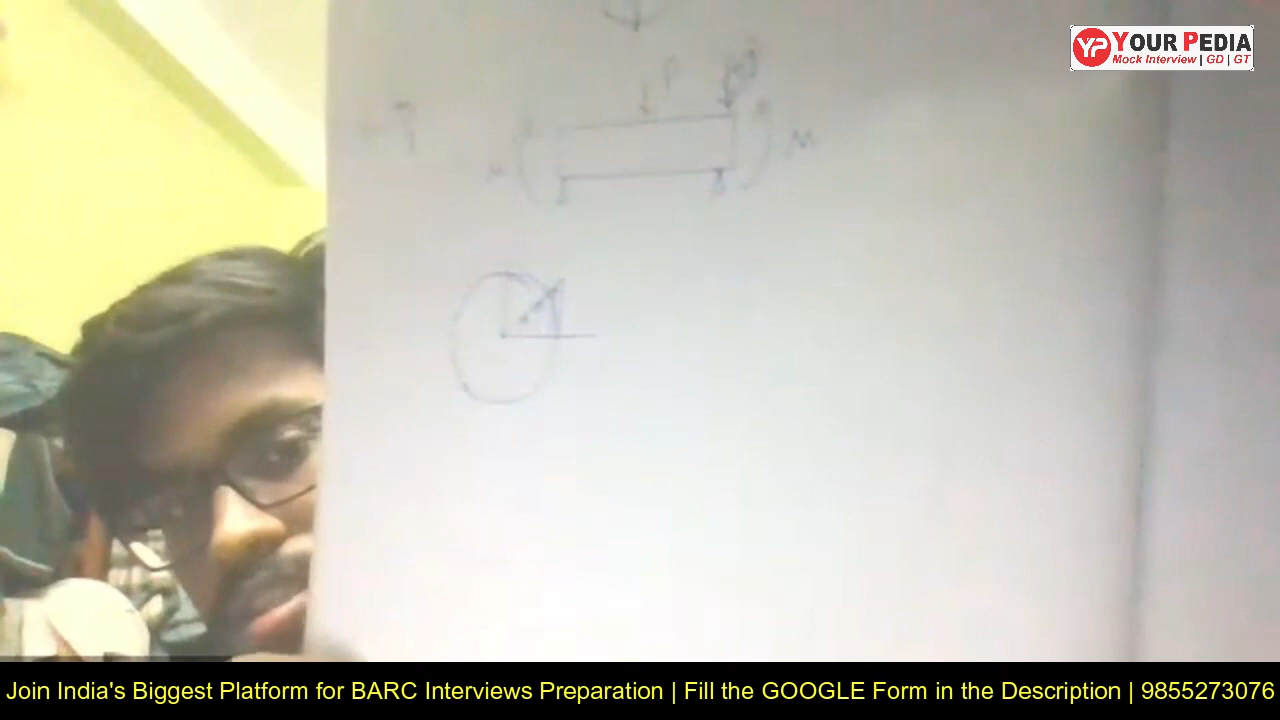 YOUR PEDIA
Mock Interview | GD | GT
P
M
Join India's Biggest Platform for BARC Interviews Preparation | Fill the GOOGLE Form in the Description | 9855273076